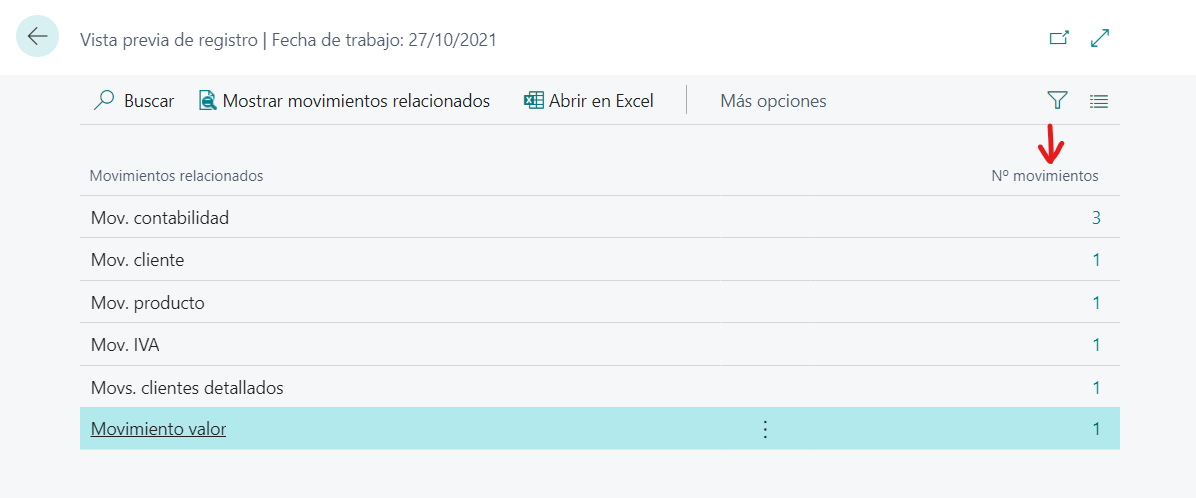 Vista previa de registro | Fecha de trabajo: 27/10/2021
Buscar Mostrar movimientos relacionados Abrir en Excel Más opciones
Movimientos relacionados Nº movimientos
Mov. contabilidad 3
Mov. cliente 1
Mov. producto 1
Mov. IVA 1
Movs. clientes detallados 1
Movimiento valor 1